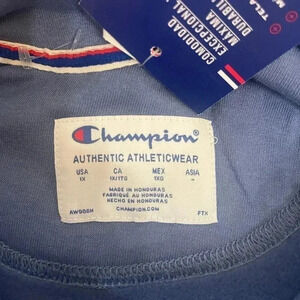 COMODIDAD
EXCEPCIONAL
MAXIMA
DURABILI
Champion
AUTHENTIC ATHLETICWEAR
USA CA MEX ASIA
1X 1X/1TG 1XG -
MADE IN HONDURAS
FABRIQUÉ AU HONDURAS
HECHO EN HONDURAS
AW908H CHAMPION.COM FTX